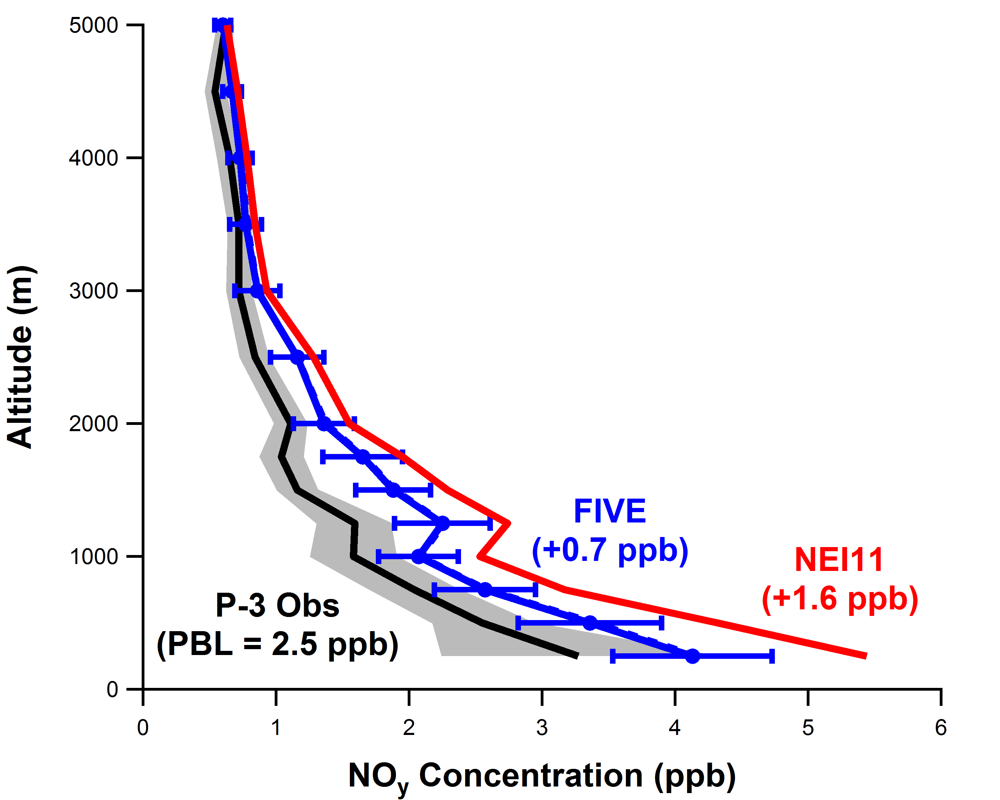 5000
4000
3000
2000
1000
0
Altitude (m)
FIVE
(+0.7 ppb)
NEI11
(+1.6 ppb)
P-3 Obs
(PBL = 2.5 ppb)
0 1 2 3 4 5 6
NOy Concentration (ppb)